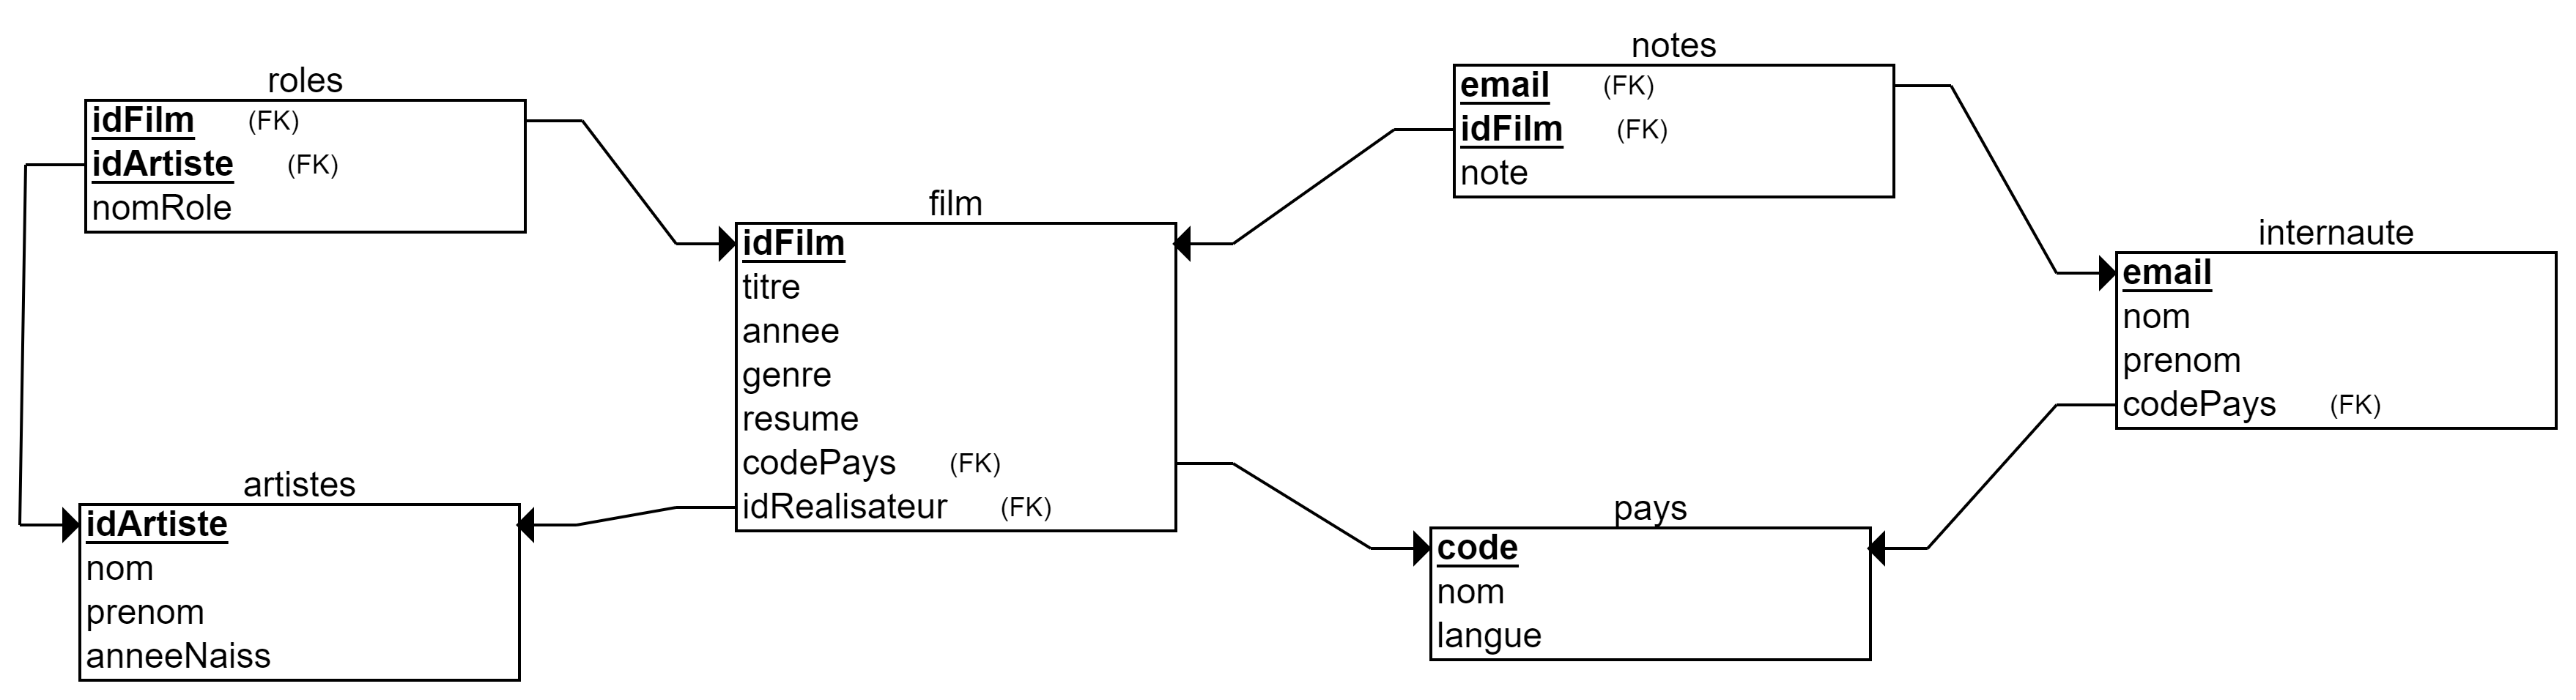 roles
idFilm (FK)
idArtiste (FK)
nomRole
artistes
idArtiste
nom
prenom
anneeNaiss
film
idFilm
titre
annee
genre
resume
codePays (FK)
idRealisateur (FK)
notes
email (FK)
idFilm (FK)
note
pays
code
nom
langue
internaute
email
nom
prenom
codePays (FK)